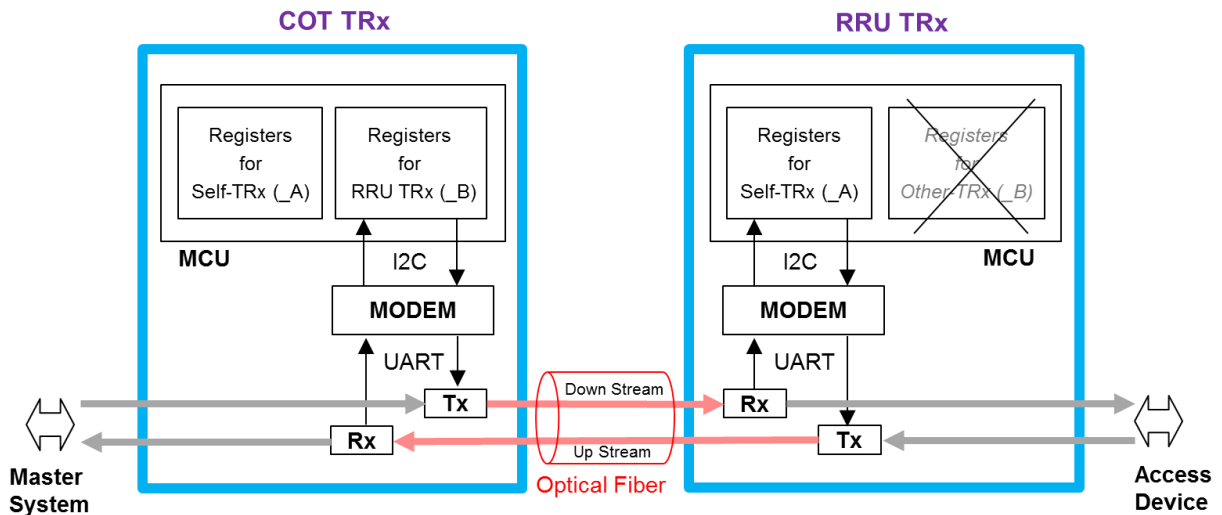 COT TRx
RRU TRx
Registers
for
Self-TRx (_A)
Registers
for
RRU TRx (_B)
MCU
I2C
MODEM
UART
Tx
Rx
Registers
for
Self-TRx (_A)
Registers
for
Other-TRx (_B)
MCU
I2C
MODEM
UART
Rx
Tx
Down Stream
Up Stream
Optical Fiber
Master
System
Access
Device